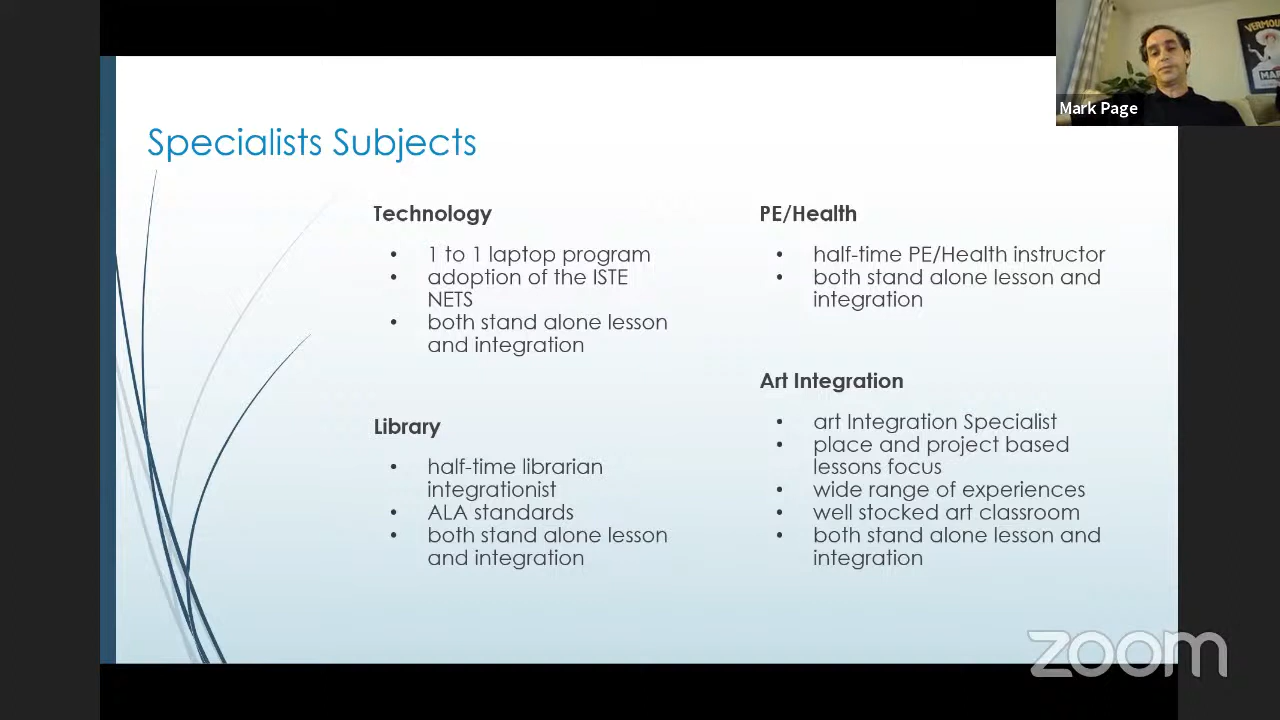 Specialists Subjects
Technology
• 1 to 1 laptop program
• adoption of the ISTE
NETS
• both stand alone lesson
and integration
Library
• half-time librarian
integrationist
• ALA standards
• both stand alone lesson
and integration
PE/Health
• half-time PE/Health instructor
• both stand alone lesson and
integration
Art Integration
• art Integration Specialist
• place and project based
lessons focus
• wide range of experiences
• well stocked art classroom
• both stand alone lesson and
integration
Mark Page
zoom